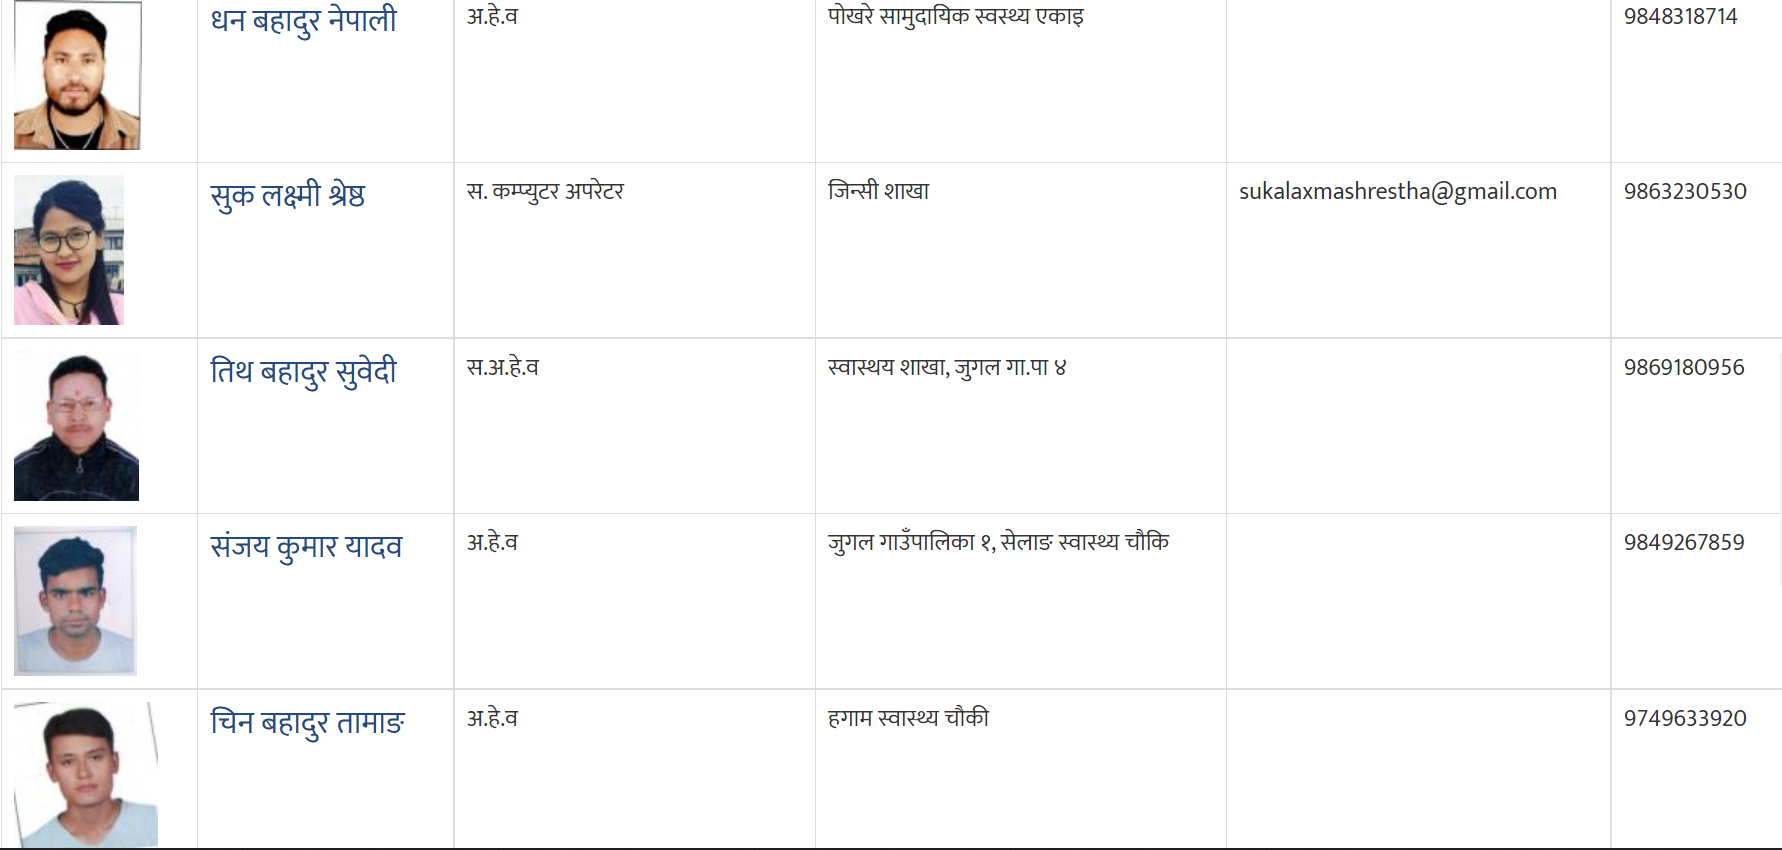 धन बहादुर नेपाली अ.हे.व पोखरे सामुदायिक स्वस्थ्य एकाइ 9848318714
सुक लक्ष्मी श्रेष्ठ स. कम्प्युटर अपरेटर जिन्सी शाखा sukalaxmashrestha@gmail.com 9863230530
तिथ बहादुर सुवेदी स.अ.हे.व स्वास्थय शाखा, जुगल गा.पा ४ 9869180956
संजय कुमार यादव अ.हे.व जुगल गाउँपालिका १, सेलाङ स्वास्थ्य चौकि 9849267859
चिन बहादुर तामाङ अ.हे.व हगाम स्वास्थ्य चौकी 9749633920